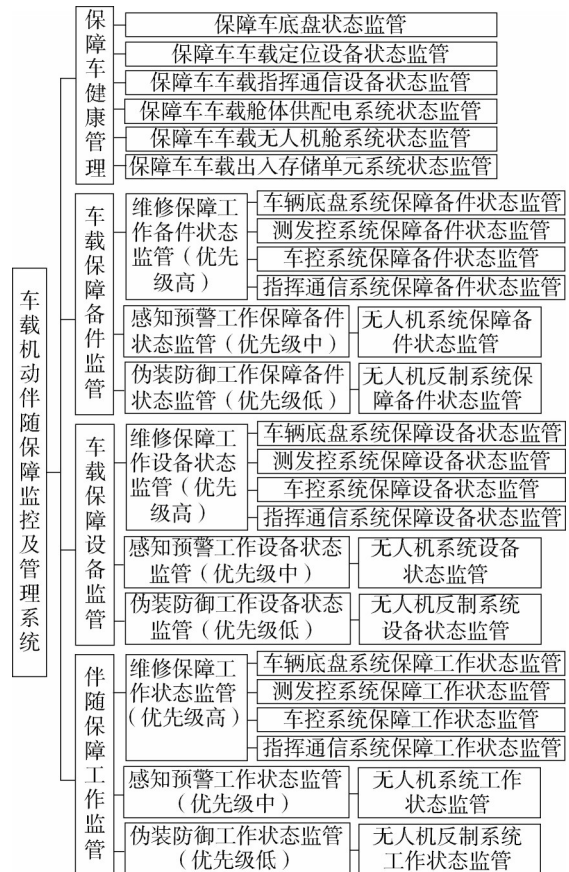 车载机动伴随保障监控及管理系统
保障车健康管理
保障车底盘状态监管
保障车车载定位设备状态监管
保障车车载指挥通信设备状态监管
保障车车载舱体供配电系统状态监管
保障车车载无人机舱系统状态监管
保障车车载出入存储单元系统状态监管
车载保障备件监管
维修保障工
作备件状态
监管（优先
级高）
车辆底盘系统保障备件状态监管
测发控系统保障备件状态监管
车控系统保障备件状态监管
指挥通信系统保障备件状态监管
感知预警工作保障备件
状态监管（优先级中）
无人机系统保障备
件状态监管
伪装防御工作保障备件
状态监管（优先级低）
无人机反制系统保
障备件状态监管
车载保障设备监管
维修保障工
作设备状态
监管（优先
级高）
车辆底盘系统保障设备状态监管
测发控系统保障设备状态监管
车控系统保障设备状态监管
指挥通信系统保障设备状态监管
感知预警工作设备状态
监管（优先级中）
无人机系统设备
状态监管
伪装防御工作设备状态
监管（优先级低）
无人机反制系统
设备状态监管
伴随保障工作监管
维修保障工
作状态监管
（优先级高）
车辆底盘系统保障工作状态监管
测发控系统保障工作状态监管
车控系统保障工作状态监管
指挥通信系统保障工作状态监管
感知预警工作状态监管
（优先级中）
无人机系统工作
状态监管
伪装防御工作状态监管
（优先级低）
无人机反制系统
工作状态监管